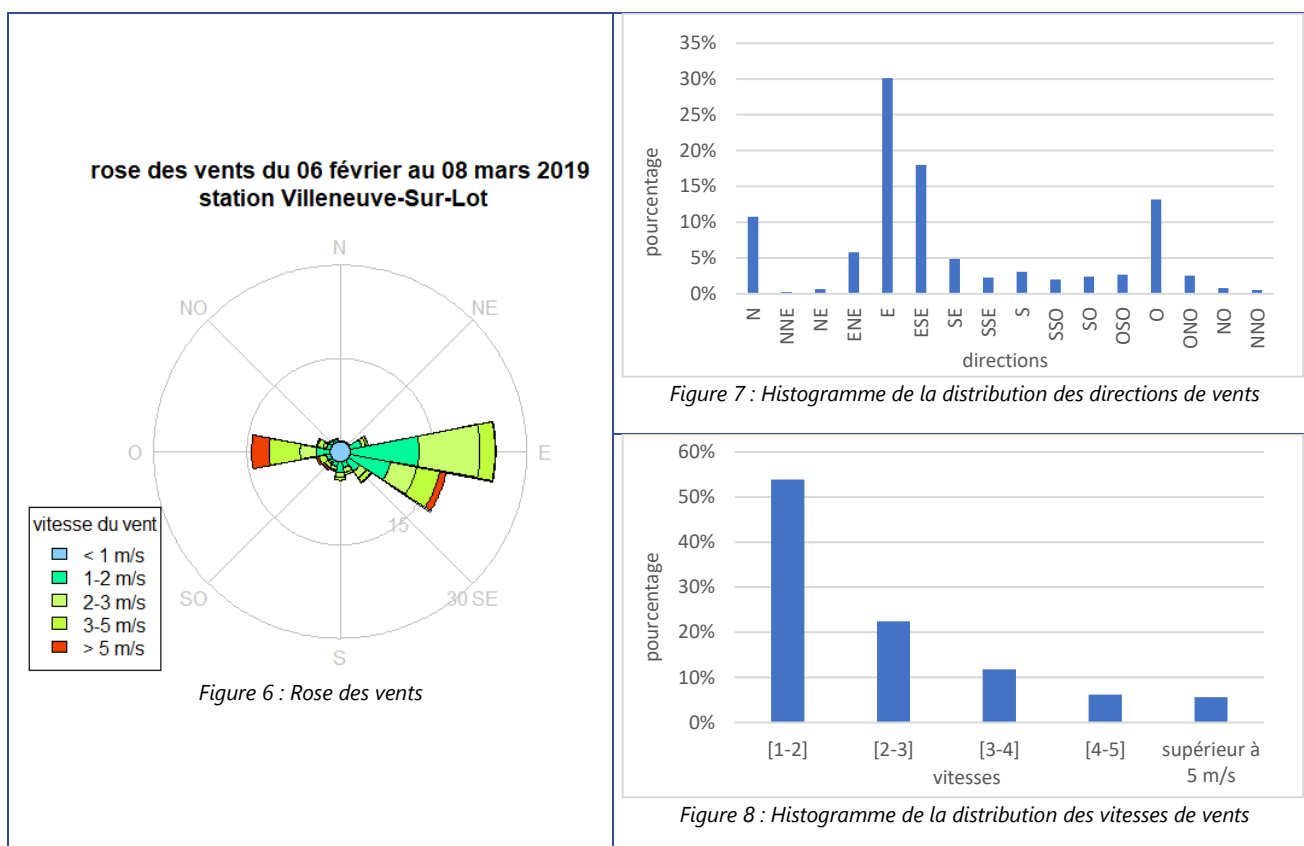 rose des vents du 06 février au 08 mars 2019
station Villeneuve-Sur-Lot
N
NO
NE
O
E
15
SO
30 SE
S
vitesse du vent
< 1 m/s
1-2 m/s
2-3 m/s
3-5 m/s
> 5 m/s
Figure 6 : Rose des vents
35%
30%
25%
20%
15%
10%
5%
0%
pourcentage
N NNE NE ENE E ESE SE SSE S SSO SO OSO O ONO NO NNO
directions
Figure 7 : Histogramme de la distribution des directions de vents
60%
50%
40%
30%
20%
10%
0%
pourcentage
[1-2] [2-3] [3-4] [4-5] supérieur à
5 m/s
vitesses
Figure 8 : Histogramme de la distribution des vitesses de vents